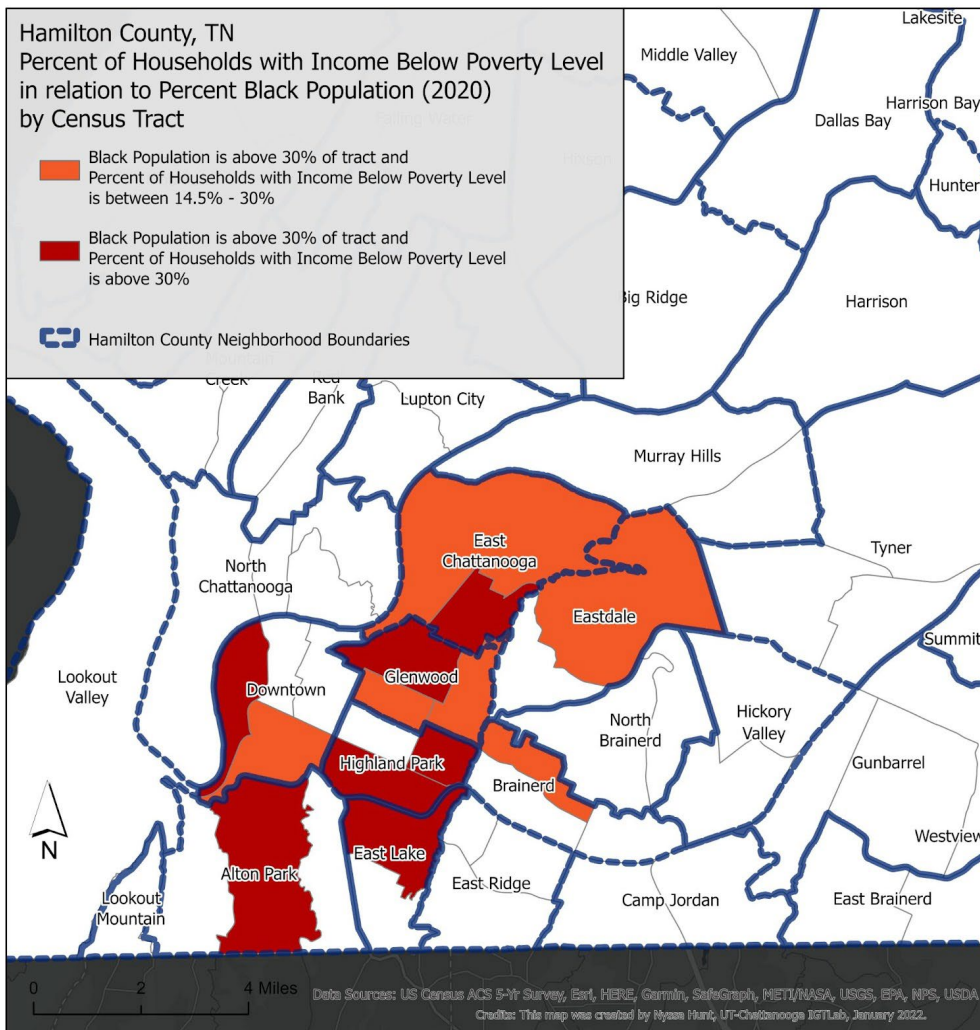 Hamilton County, TN
Percent of Households with Income Below Poverty Level
in relation to Percent Black Population (2020)
by Census Tract
Black Population is above 30% of tract and
Percent of Households with Income Below Poverty Level
is between 14.5% - 30%
Black Population is above 30% of tract and
Percent of Households with Income Below Poverty Level
is above 30%
Hamilton County Neighborhood Boundaries
Lakesite
Middle Valley
Harrison Bay
Dallas Bay
Hunter
Big Ridge
Harrison
Mountain
Creek
Red
Bank
Lupton City
Murray Hills
East
Chattanooga
Tyner
North
Chattanooga
Eastdale
Summit
Lookout
Valley
Glenwood
Downtown
North
Brainerd
Hickory
Valley
Highland Park
Gunbarrel
Brainerd
Westview
N
East Lake
Alton Park
East Ridge
Lookout
Mountain
Camp Jordan
East Brainerd
0 2 4 Miles
Data Sources: US Census ACS 5-Yr Survey, Esri, HERE, Garmin, SafeGraph, METI/NASA, USGS, EPA, NPS, USDA
Credits: This map was created by Nyssa Hunt, UT-Chattanooga IGTLab, January 2022.